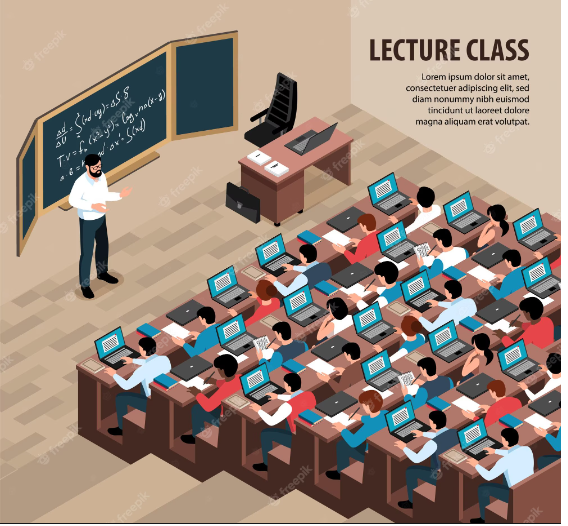 LECTURE CLASS
Lorem ipsum dolor sit amet,
consectetuer adipiscing elit, sed
diam nonummy nibh euismod
tincidunt ut laoreet dolore
magna aliquam erat volutpat.
freepik